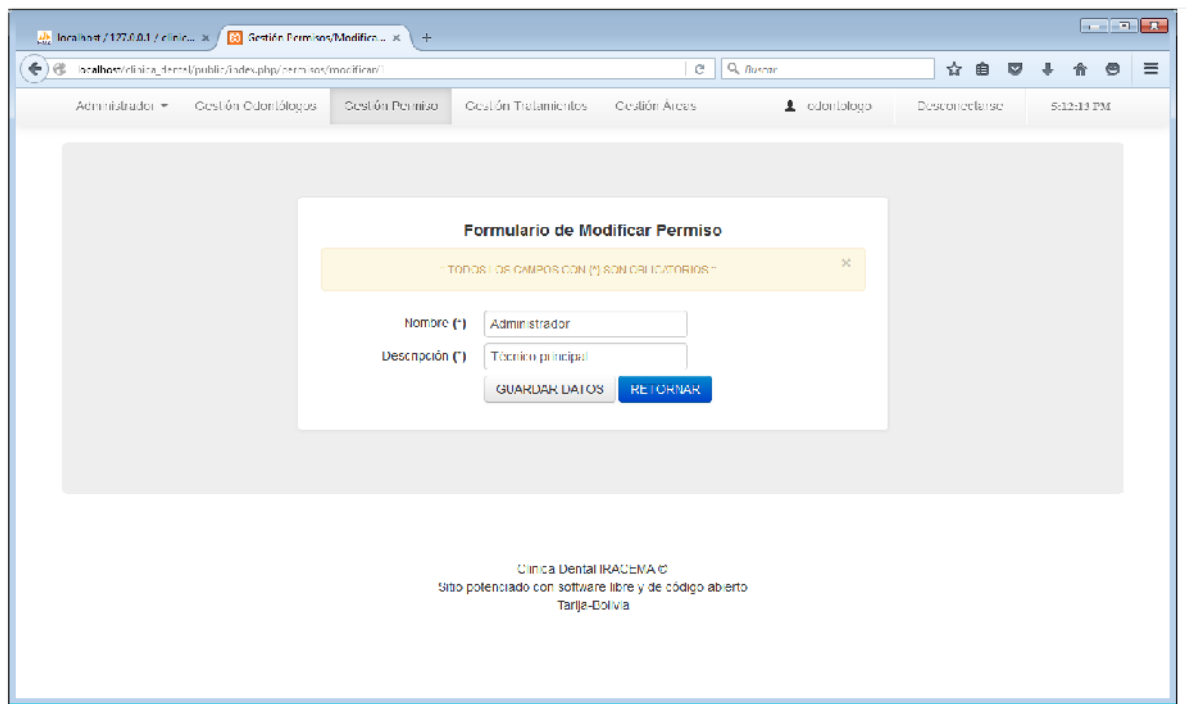 localhost / 127.0.0.1 / clinic...
Gestión Permisos/Modifica...
localhost/clinica_dental/public/index.php/permisos/modificar/
Buscar
Administrador
Gestión Odontólogos
Gestión Permiso
Gestión Tratamientos
Gestión Áreas
odontologo
Desconectarse
5:12:13 PM
Formulario de Modificar Permiso
TODOS LOS CAMPOS CON (*) SON OBLIGATORIOS
×
Nombre (*)
Administrador
Descripción (*)
Técnico principal
GUARDAR DATOS
RETORNAR
Clinica Dental IRACEMA ©
Sitio potenciado con software libre y de código abierto
Tarija-Bolivia